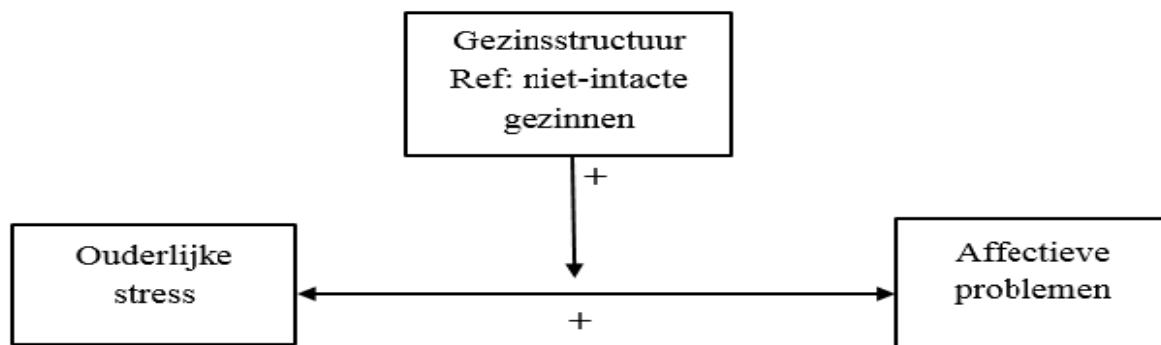 Gezinsstructuur
Ref: niet-intacte
gezinnen
+
Ouderlijke
stress
Affectieve
problemen
+